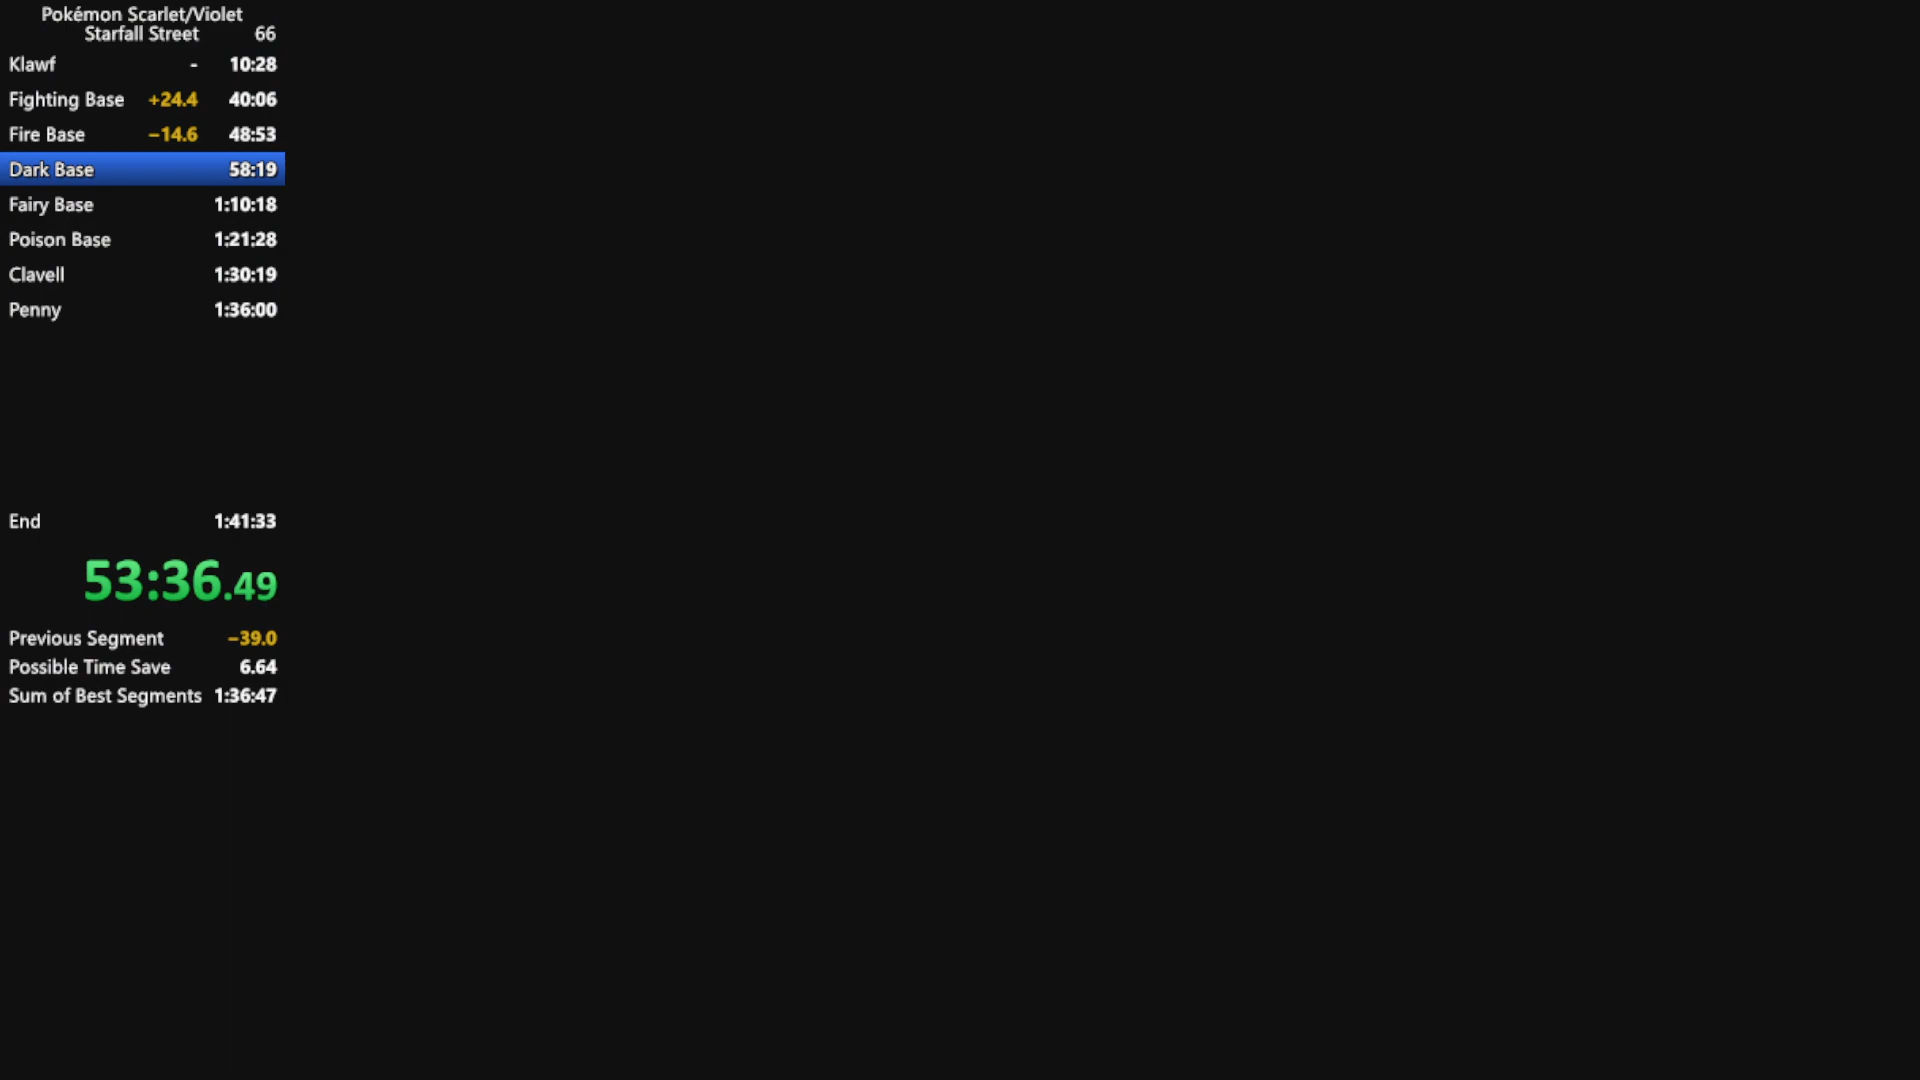 Pokémon Scarlet/Violet
Starfall Street 66
Klawf - 10:28
Fighting Base +24.4 40:06
Fire Base −14.6 48:53
Dark Base 58:19
Fairy Base 1:10:18
Poison Base 1:21:28
Clavell 1:30:19
Penny 1:36:00
End 1:41:33
53:36.49
Previous Segment −39.0
Possible Time Save 6.64
Sum of Best Segments 1:36:47